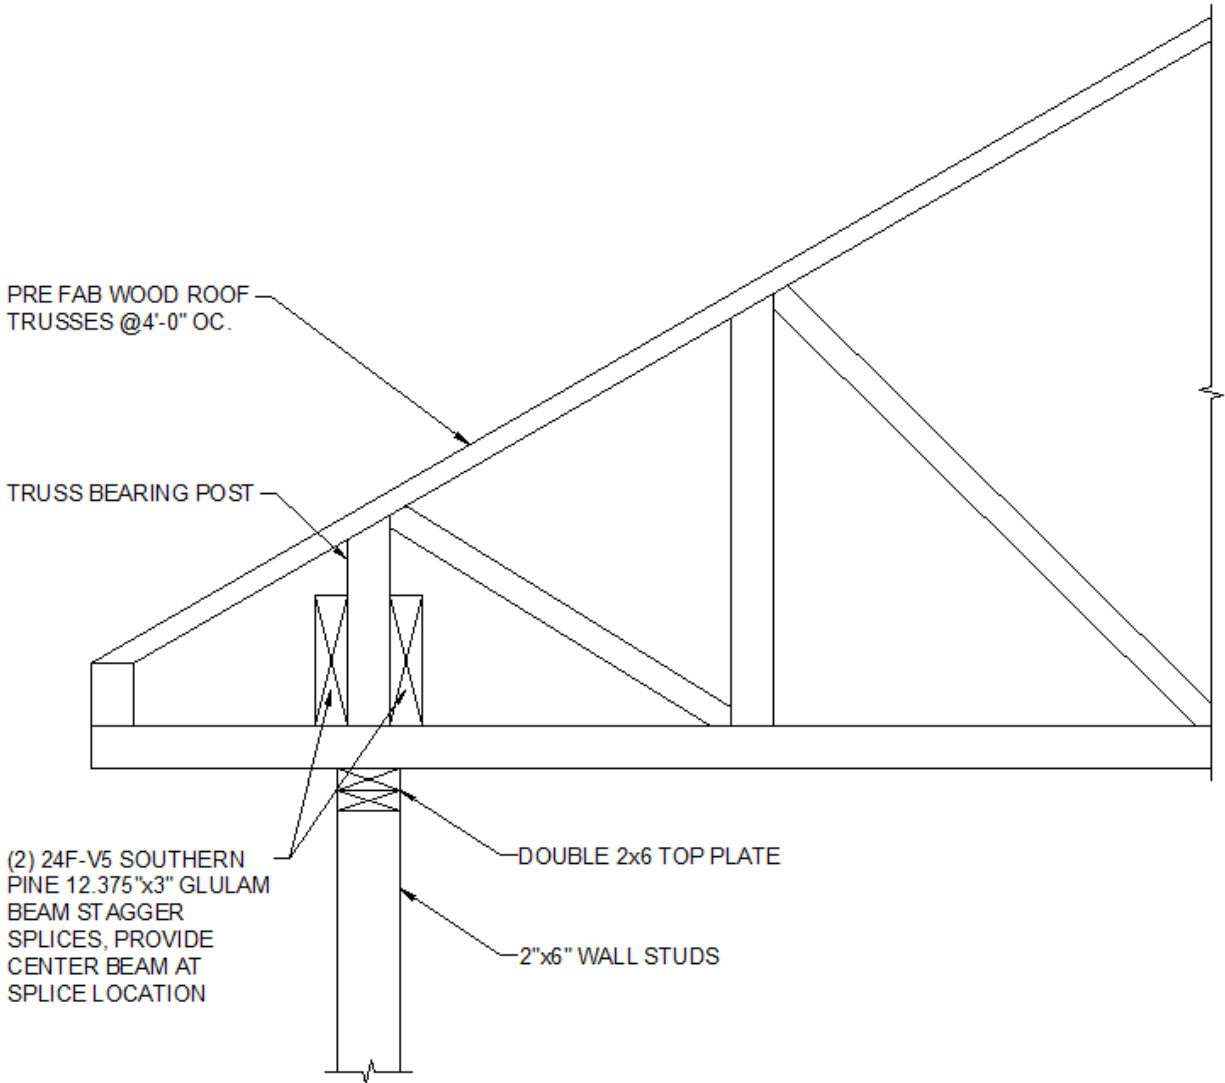 PRE FAB WOOD ROOF
TRUSSES @4'-0" OC.
TRUSS BEARING POST
(2) 24F-V5 SOUTHERN
PINE 12.375"x3" GLULAM
BEAM STAGGER
SPLICES, PROVIDE
CENTER BEAM AT
SPLICE LOCATION
DOUBLE 2x6 TOP PLATE
2"x6" WALL STUDS